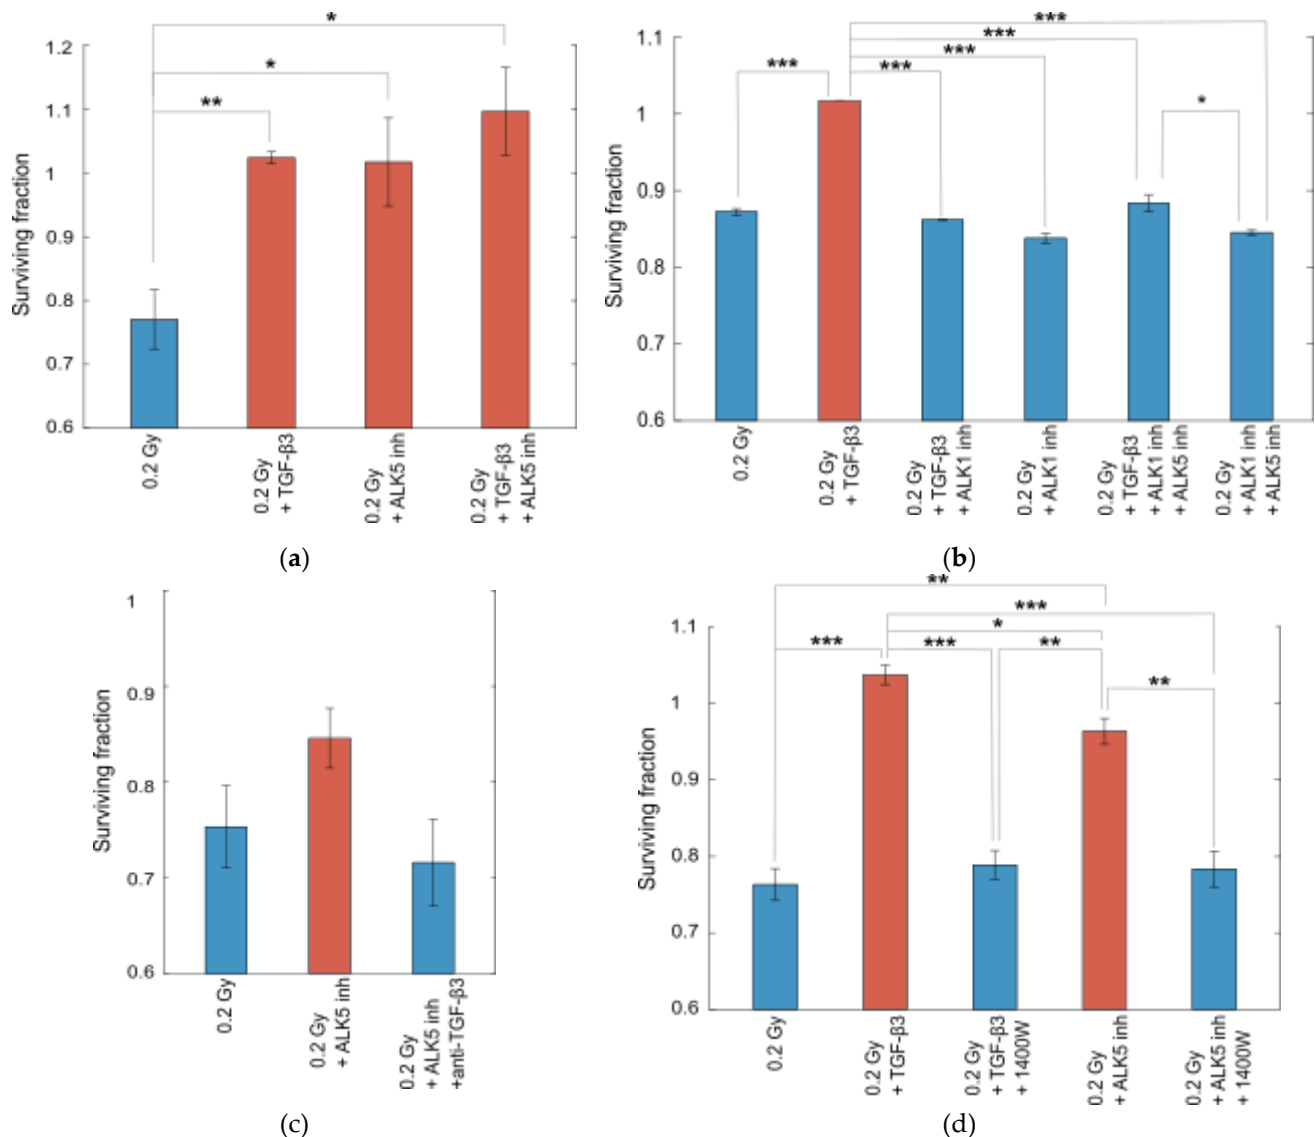 (a)
*
*
**
1.2
1.1
1
0.9
0.8
0.7
0.6
Surviving fraction
0.2 Gy
0.2 Gy
+ TGF-β3
0.2 Gy
+ ALK5 inh
0.2 Gy
+ TGF-β3
+ ALK5 inh
(a)
***
***
***
***
***
*
1.1
1
0.9
0.8
0.7
0.6
Surviving fraction
0.2 Gy
0.2 Gy
+ TGF-β3
0.2 Gy
+ TGF-β3
+ ALK1 inh
0.2 Gy
+ ALK1 inh
0.2 Gy
+ TGF-β3
+ ALK1 inh
+ ALK5 inh
0.2 Gy
+ ALK1 inh
+ ALK5 inh
(b)
1
0.9
0.8
0.7
0.6
Surviving fraction
0.2 Gy
0.2 Gy
+ ALK5 inh
0.2 Gy
+ ALK5 inh
+anti-TGF-β3
(c)
**
***
*
***
***
**
**
1.1
1
0.9
0.8
0.7
0.6
Surviving fraction
0.2 Gy
0.2 Gy
+ TGF-β3
0.2 Gy
+ TGF-β3
+ 1400W
0.2 Gy
+ ALK5 inh
0.2 Gy
+ ALK5 inh
+ 1400W
(d)